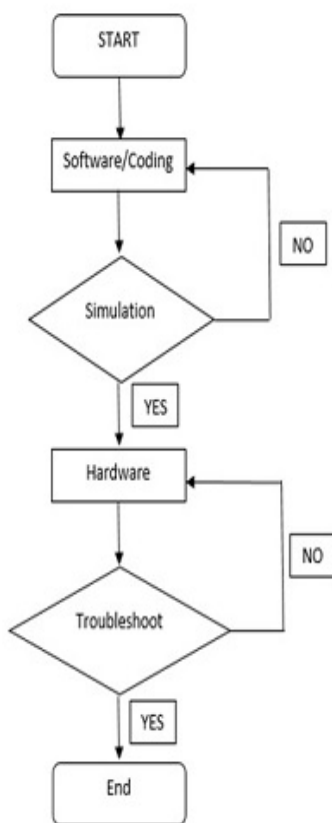 START
Software/Coding
NO
Simulation
YES
Hardware
NO
Troubleshoot
YES
End